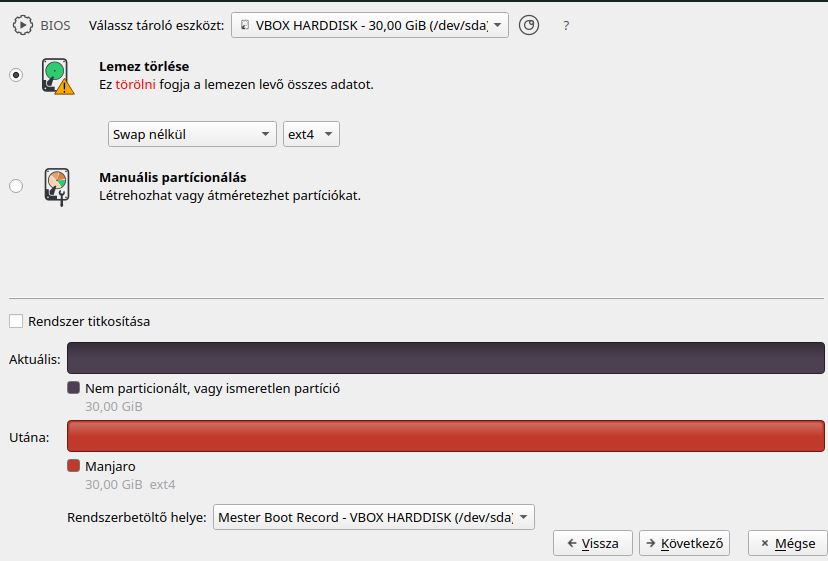 BIOS Válassz tároló eszközt: VBOX HARDDISK - 30,00 GiB (/dev/sda) ?
Lemez törlése
Ez törölni fogja a lemezen levő összes adatot.
Swap nélkül ext4
Manuális partícionálás
Létrehozhat vagy átméretezhet partíciókat.
Rendszer titkosítása
Aktuális:
Nem particionált, vagy ismeretlen partíció
30,00 GiB
Utána:
Manjaro
30,00 GiB ext4
Rendszerbetöltő helye: Mester Boot Record - VBOX HARDDISK (/dev/sda)
Vissza Következő Mégse